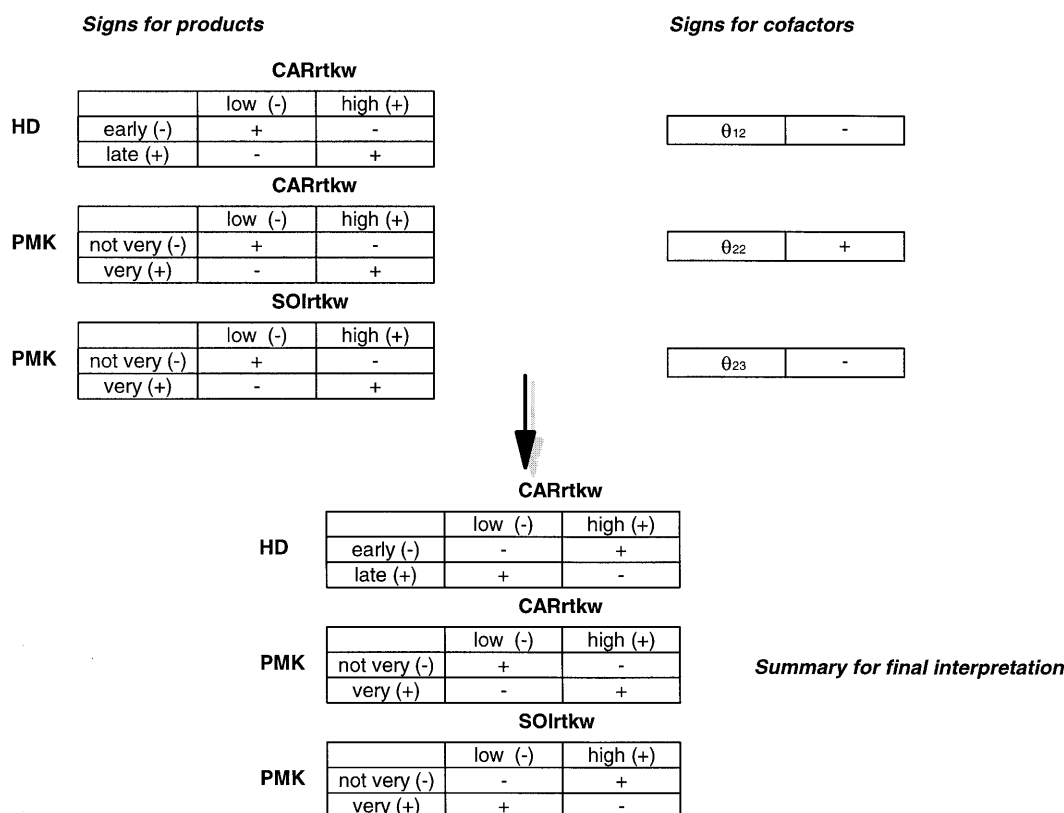 Signs for products
Signs for cofactors
CARrtkw
low (-) high (+)
HD early (-) + -
late (+) - +
θ12 -
CARrtkw
low (-) high (+)
PMK not very (-) + -
very (+) - +
θ22 +
SOIrtkw
low (-) high (+)
PMK not very (-) + -
very (+) - +
θ23 -
CARrtkw
low (-) high (+)
HD early (-) - +
late (+) + -
CARrtkw
low (-) high (+)
PMK not very (-) + -
very (+) - +
Summary for final interpretation
SOIrtkw
low (-) high (+)
PMK not very (-) - +
very (+) + -